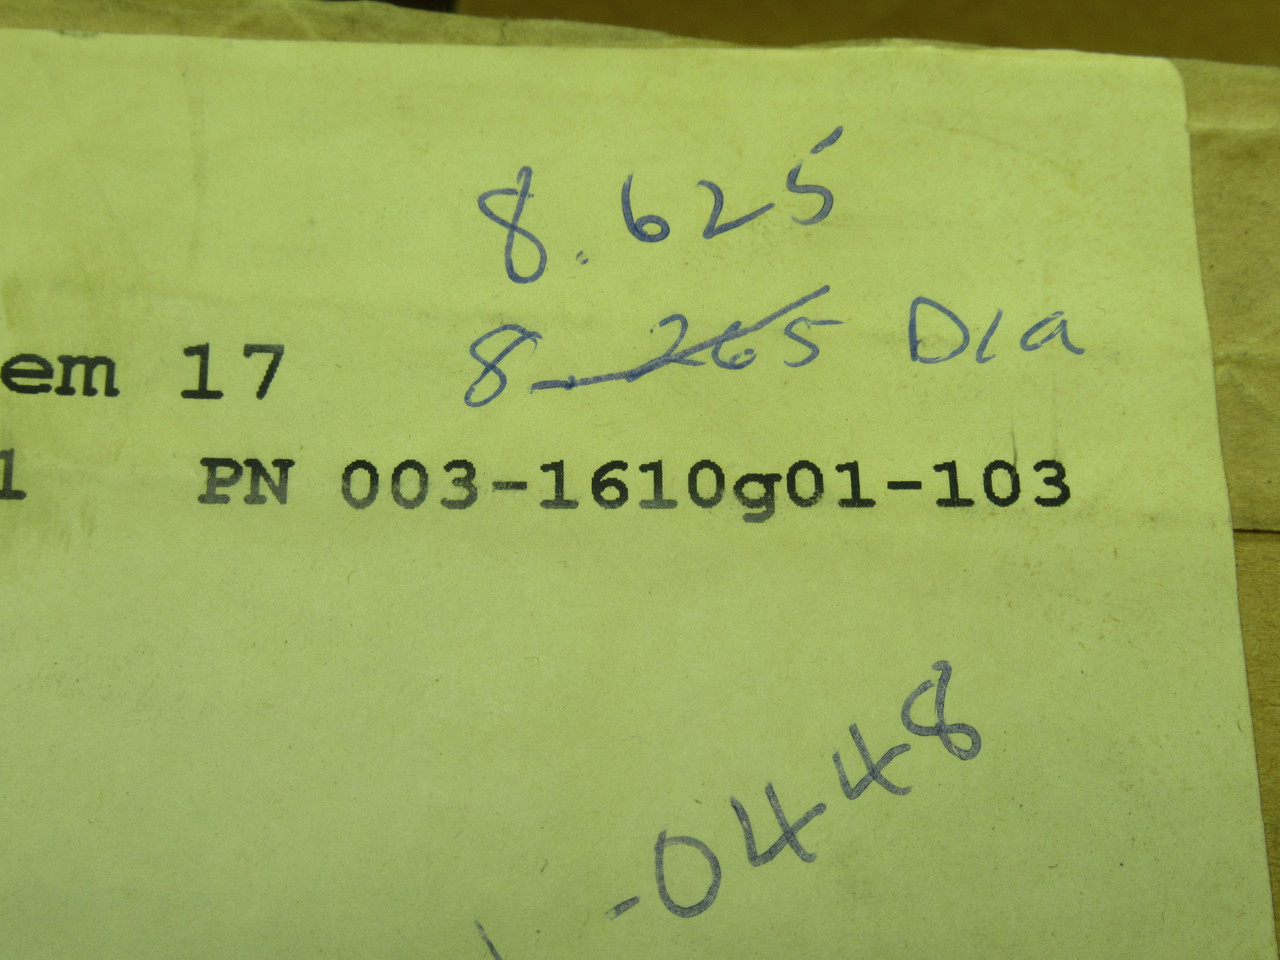 8.625
8.265 Dia
em 17
1 PN 003-1610g01-103
-0448